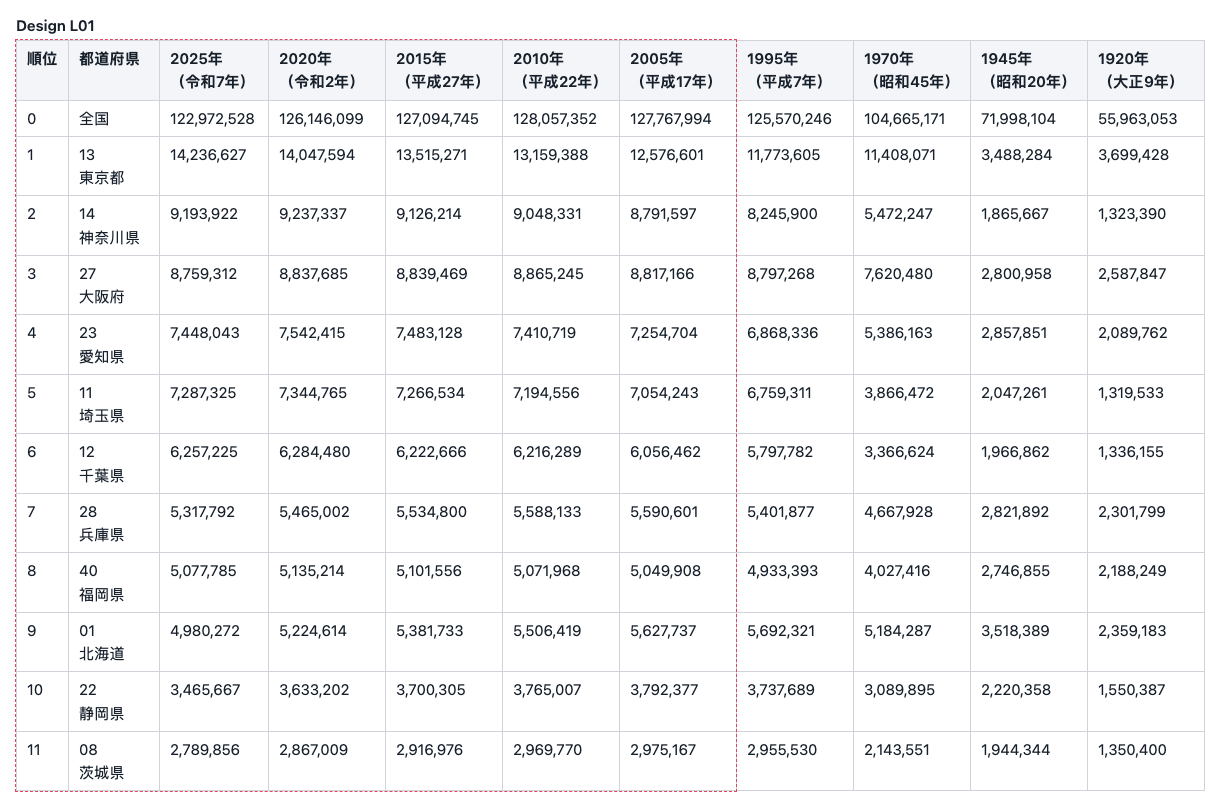 Design L01
順位 都道府県 2025年 2020年 2015年 2010年 2005年 1995年 1970年 1945年 1920年
（令和7年） （令和2年） （平成27年） （平成22年） （平成17年） （平成7年） （昭和45年） （昭和20年） （大正9年）
0 全国 122,972,528 126,146,099 127,094,745 128,057,352 127,767,994 125,570,246 104,665,171 71,998,104 55,963,053
1 13 14,236,627 14,047,594 13,515,271 13,159,388 12,576,601 11,773,605 11,408,071 3,488,284 3,699,428
東京都
2 14 9,193,922 9,237,337 9,126,214 9,048,331 8,791,597 8,245,900 5,472,247 1,865,667 1,323,390
神奈川県
3 27 8,759,312 8,837,685 8,839,469 8,865,245 8,817,166 8,797,268 7,620,480 2,800,958 2,587,847
大阪府
4 23 7,448,043 7,542,415 7,483,128 7,410,719 7,254,704 6,868,336 5,386,163 2,857,851 2,089,762
愛知県
5 11 7,287,325 7,344,765 7,266,534 7,194,556 7,054,243 6,759,311 3,866,472 2,047,261 1,319,533
埼玉県
6 12 6,257,225 6,284,480 6,222,666 6,216,289 6,056,462 5,797,782 3,366,624 1,966,862 1,336,155
千葉県
7 28 5,317,792 5,465,002 5,534,800 5,588,133 5,590,601 5,401,877 4,667,928 2,821,892 2,301,799
兵庫県
8 40 5,077,785 5,135,214 5,101,556 5,071,968 5,049,908 4,933,393 4,027,416 2,746,855 2,188,249
福岡県
9 01 4,980,272 5,224,614 5,381,733 5,506,419 5,627,737 5,692,321 5,184,287 3,518,389 2,359,183
北海道
10 22 3,465,667 3,633,202 3,700,305 3,765,007 3,792,377 3,737,689 3,089,895 2,220,358 1,550,387
静岡県
11 08 2,789,856 2,867,009 2,916,976 2,969,770 2,975,167 2,955,530 2,143,551 1,944,344 1,350,400
茨城県